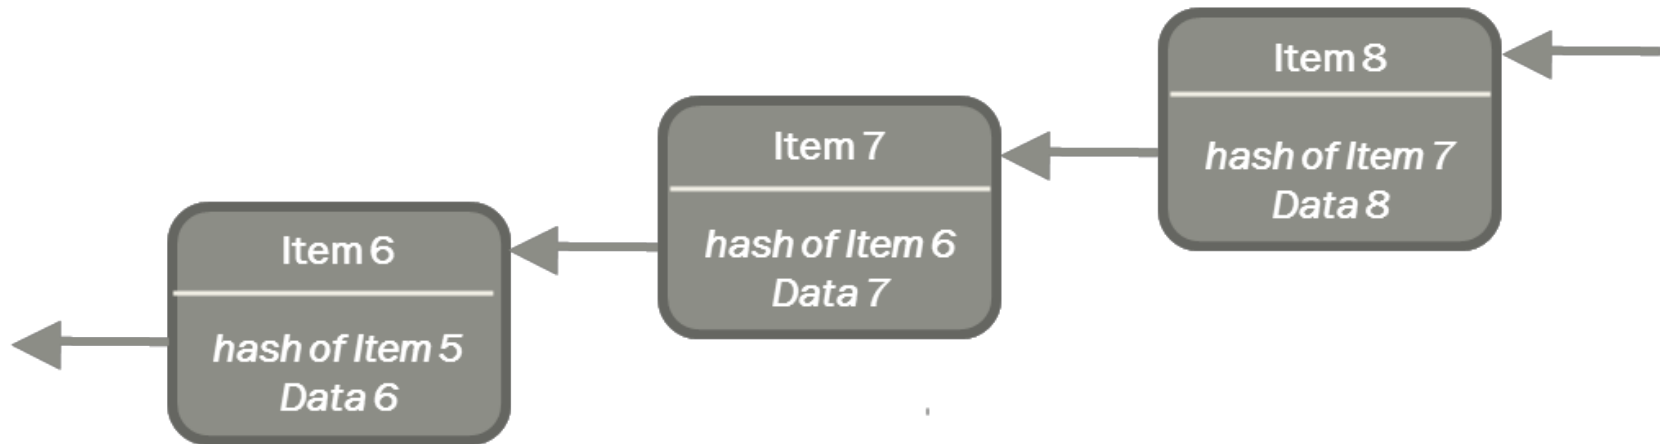 Item 8
hash of Item 7
Data 8
Item 7
hash of Item 6
Data 7
Item 6
hash of Item 5
Data 6